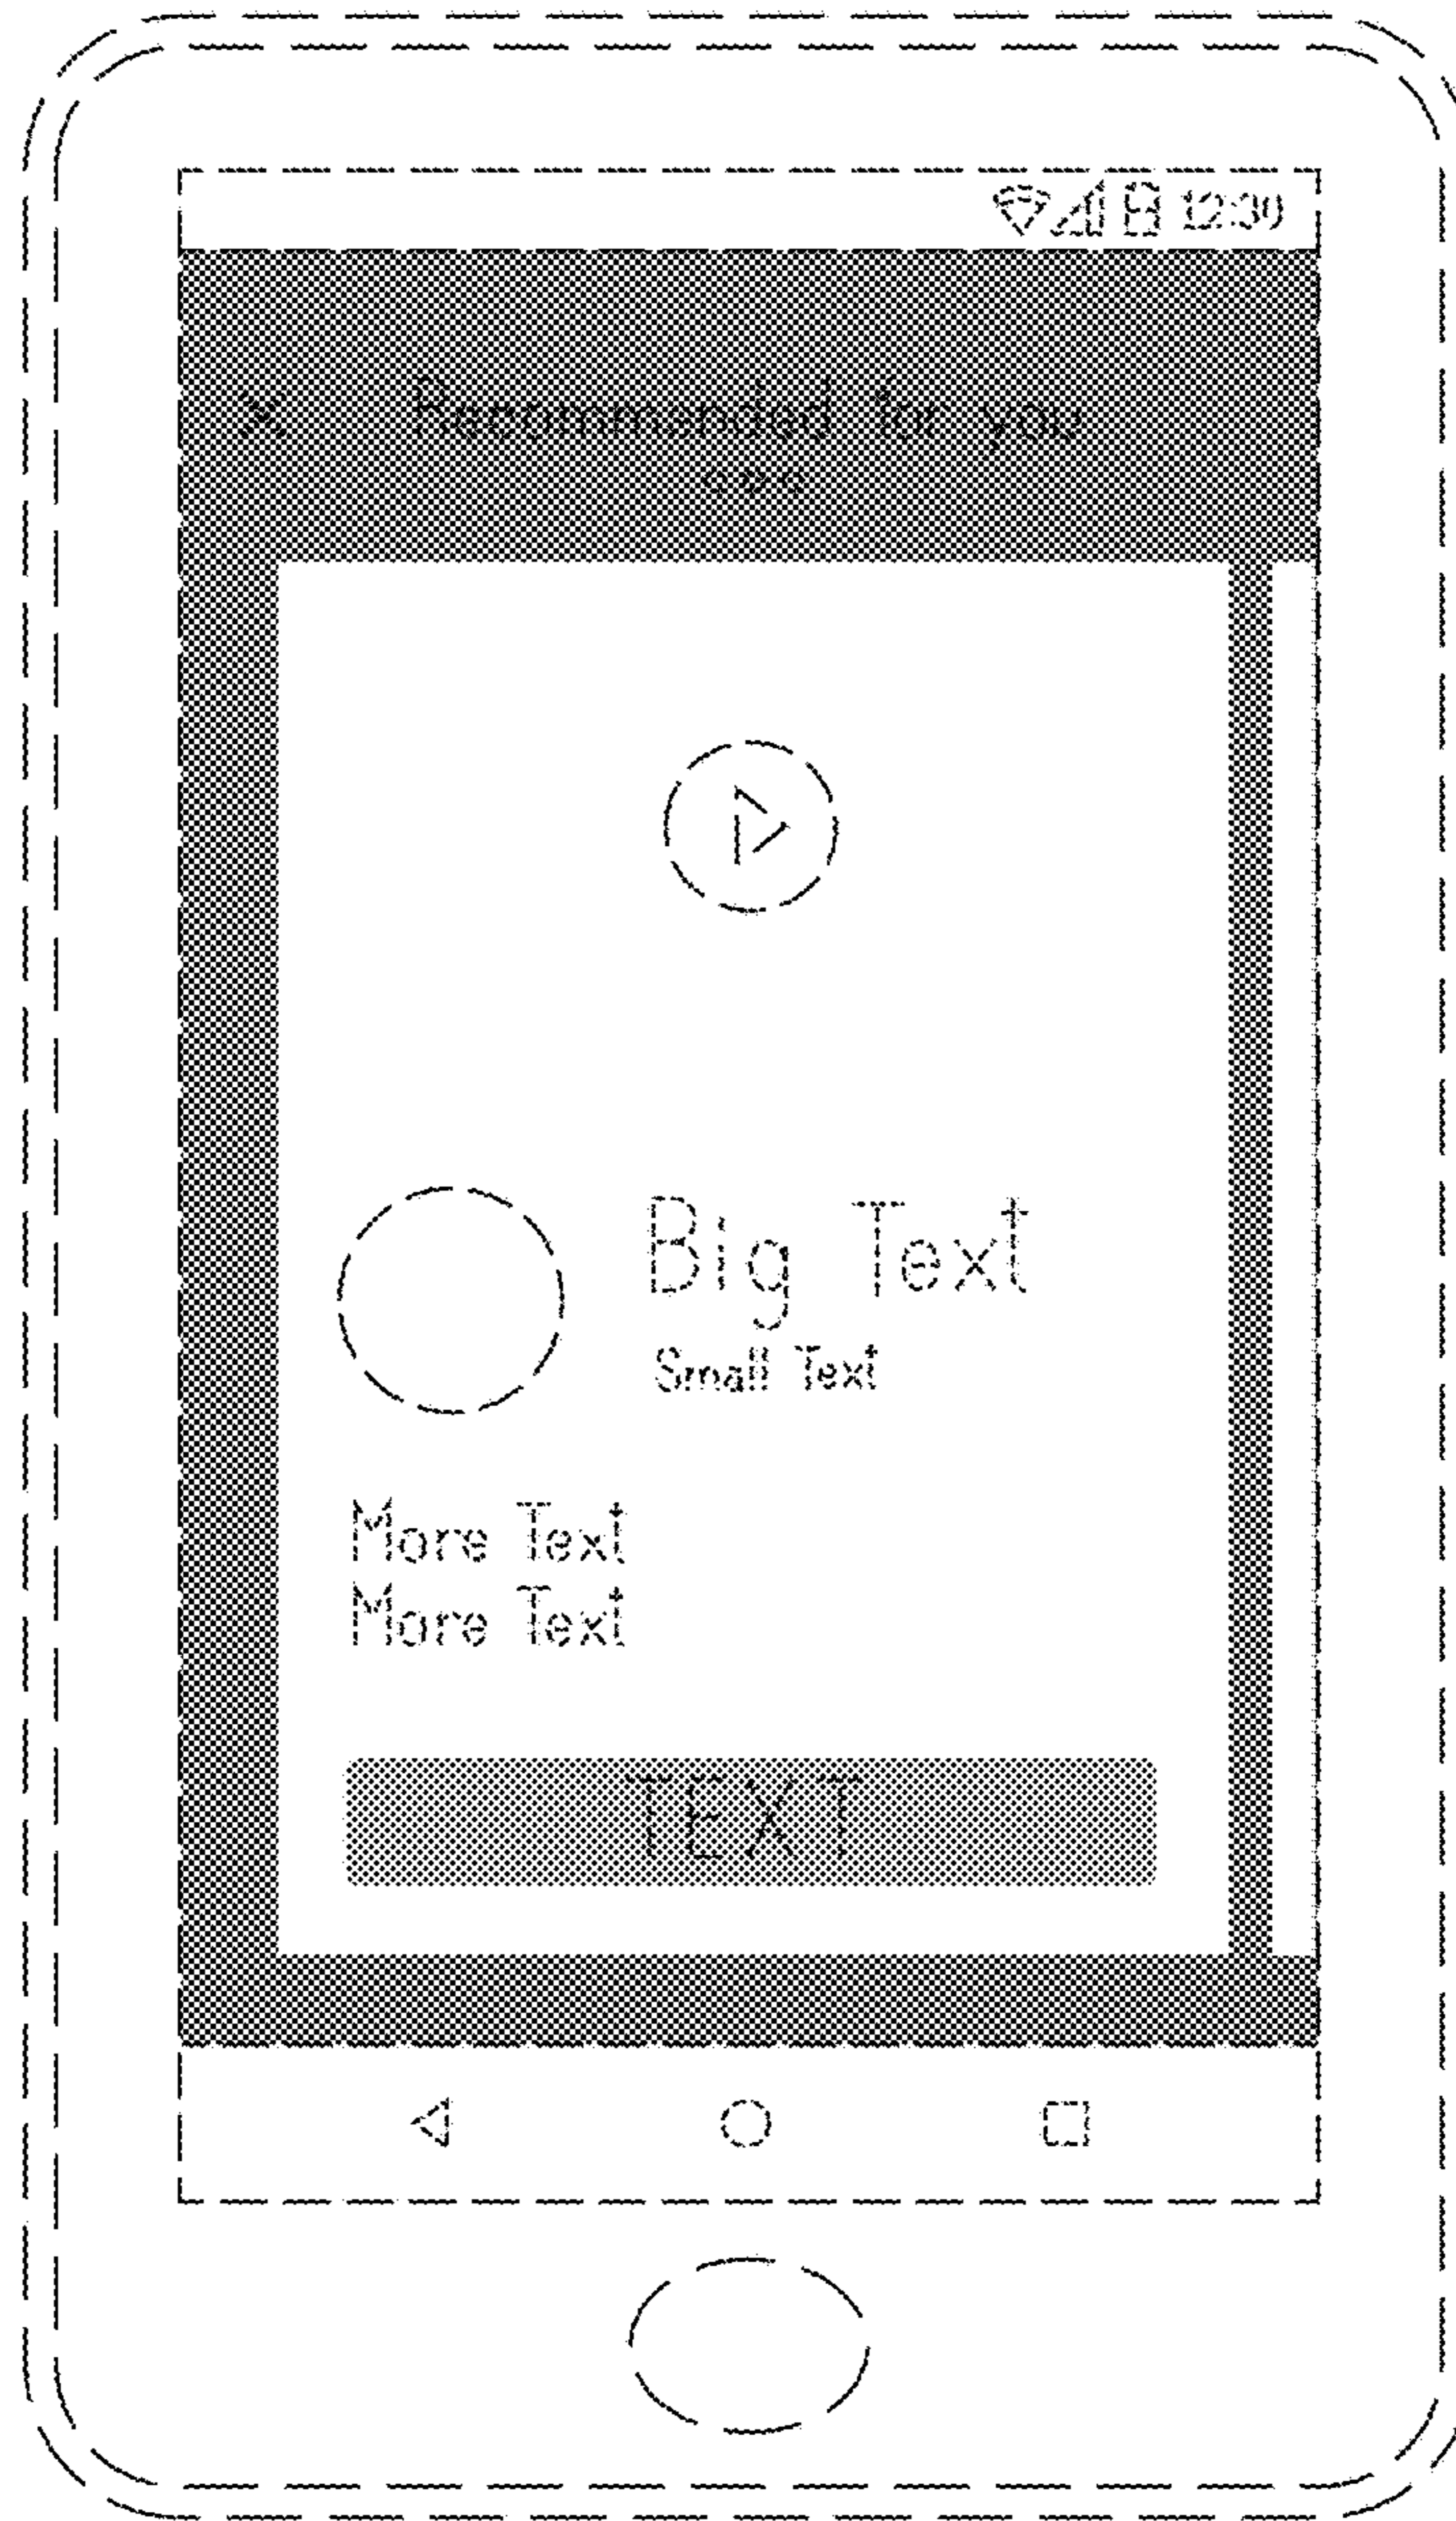 12:30
Recommended for you
Big Text
Small Text
More Text
More Text
TEXT